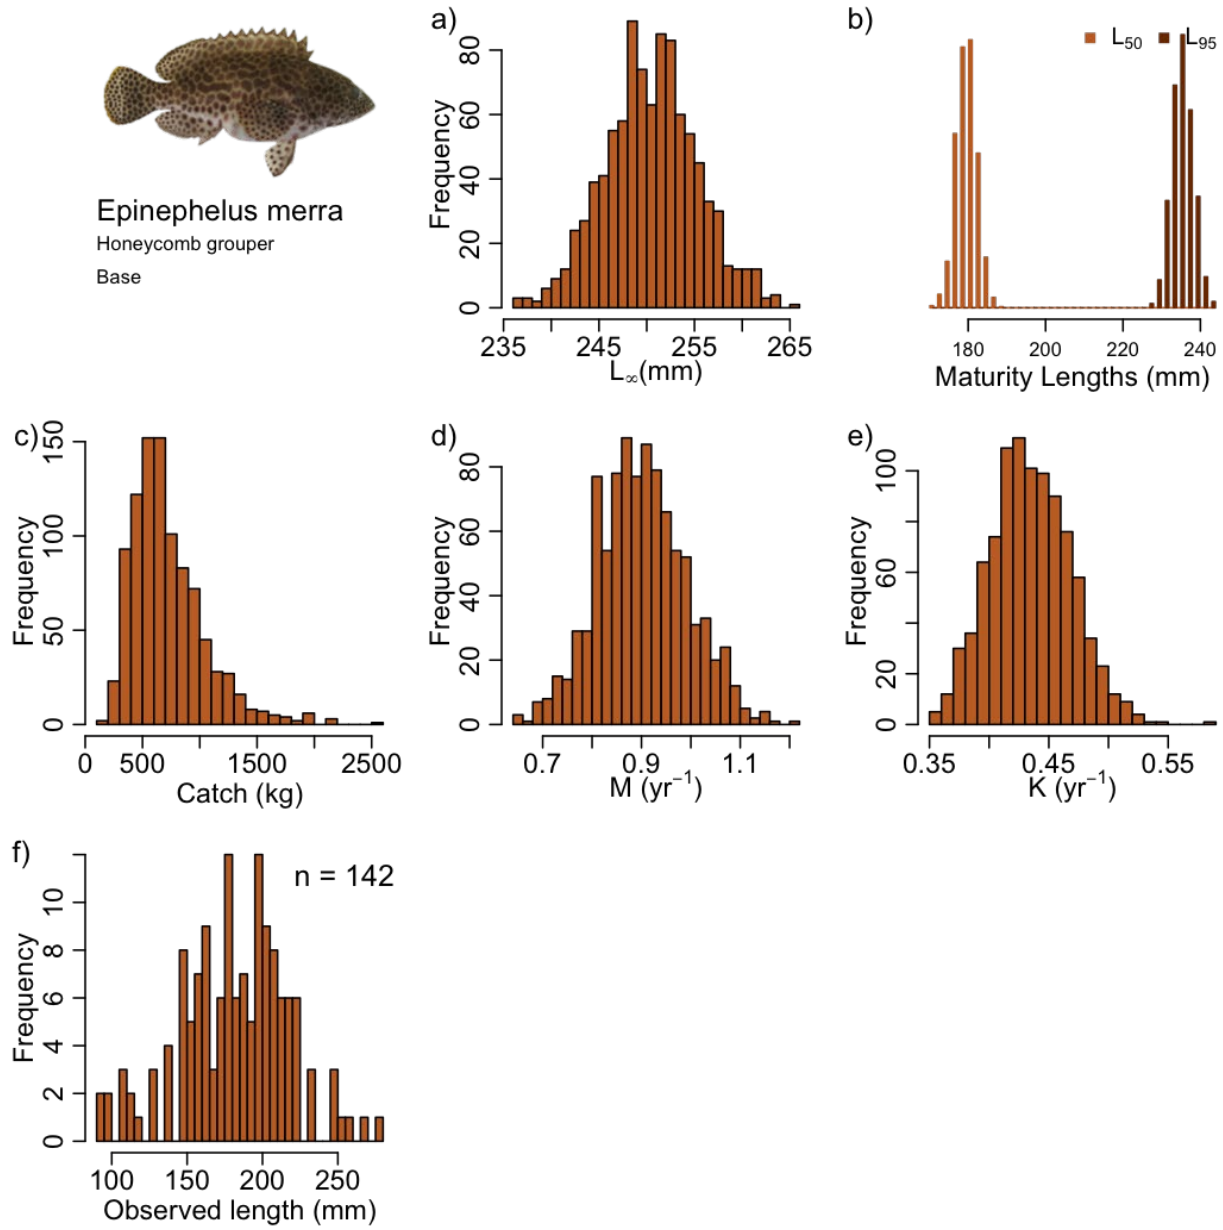 Epinephelus merra
Honeycomb grouper
Base
a)
Frequency
0 20 40 60 80
235 245 255 265
L∞(mm)
b)
L50 L95
180 200 220 240
Maturity Lengths (mm)
c)
Frequency
0 50 100 150
0 500 1500 2500
Catch (kg)
d)
Frequency
0 20 40 60 80
0.7 0.9 1.1
M (yr⁻¹)
e)
Frequency
0 20 60 100
0.35 0.45 0.55
K (yr⁻¹)
f)
n = 142
Frequency
0 2 4 6 8 10
100 150 200 250
Observed length (mm)